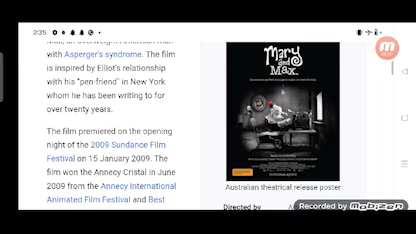 2:35
Max, an overweight American man
with Asperger's syndrome. The film
is inspired by Elliot's relationship
with his "pen-friend" in New York
whom he has been writing to for
over twenty years.
The film premiered on the opening
night of the 2009 Sundance Film
Festival on 15 January 2009. The
film won the Annecy Cristal in June
2009 from the Annecy International
Animated Film Festival and Best
Mary
and
Max.
Australian theatrical release poster
Directed by
Recorded by Mobizen